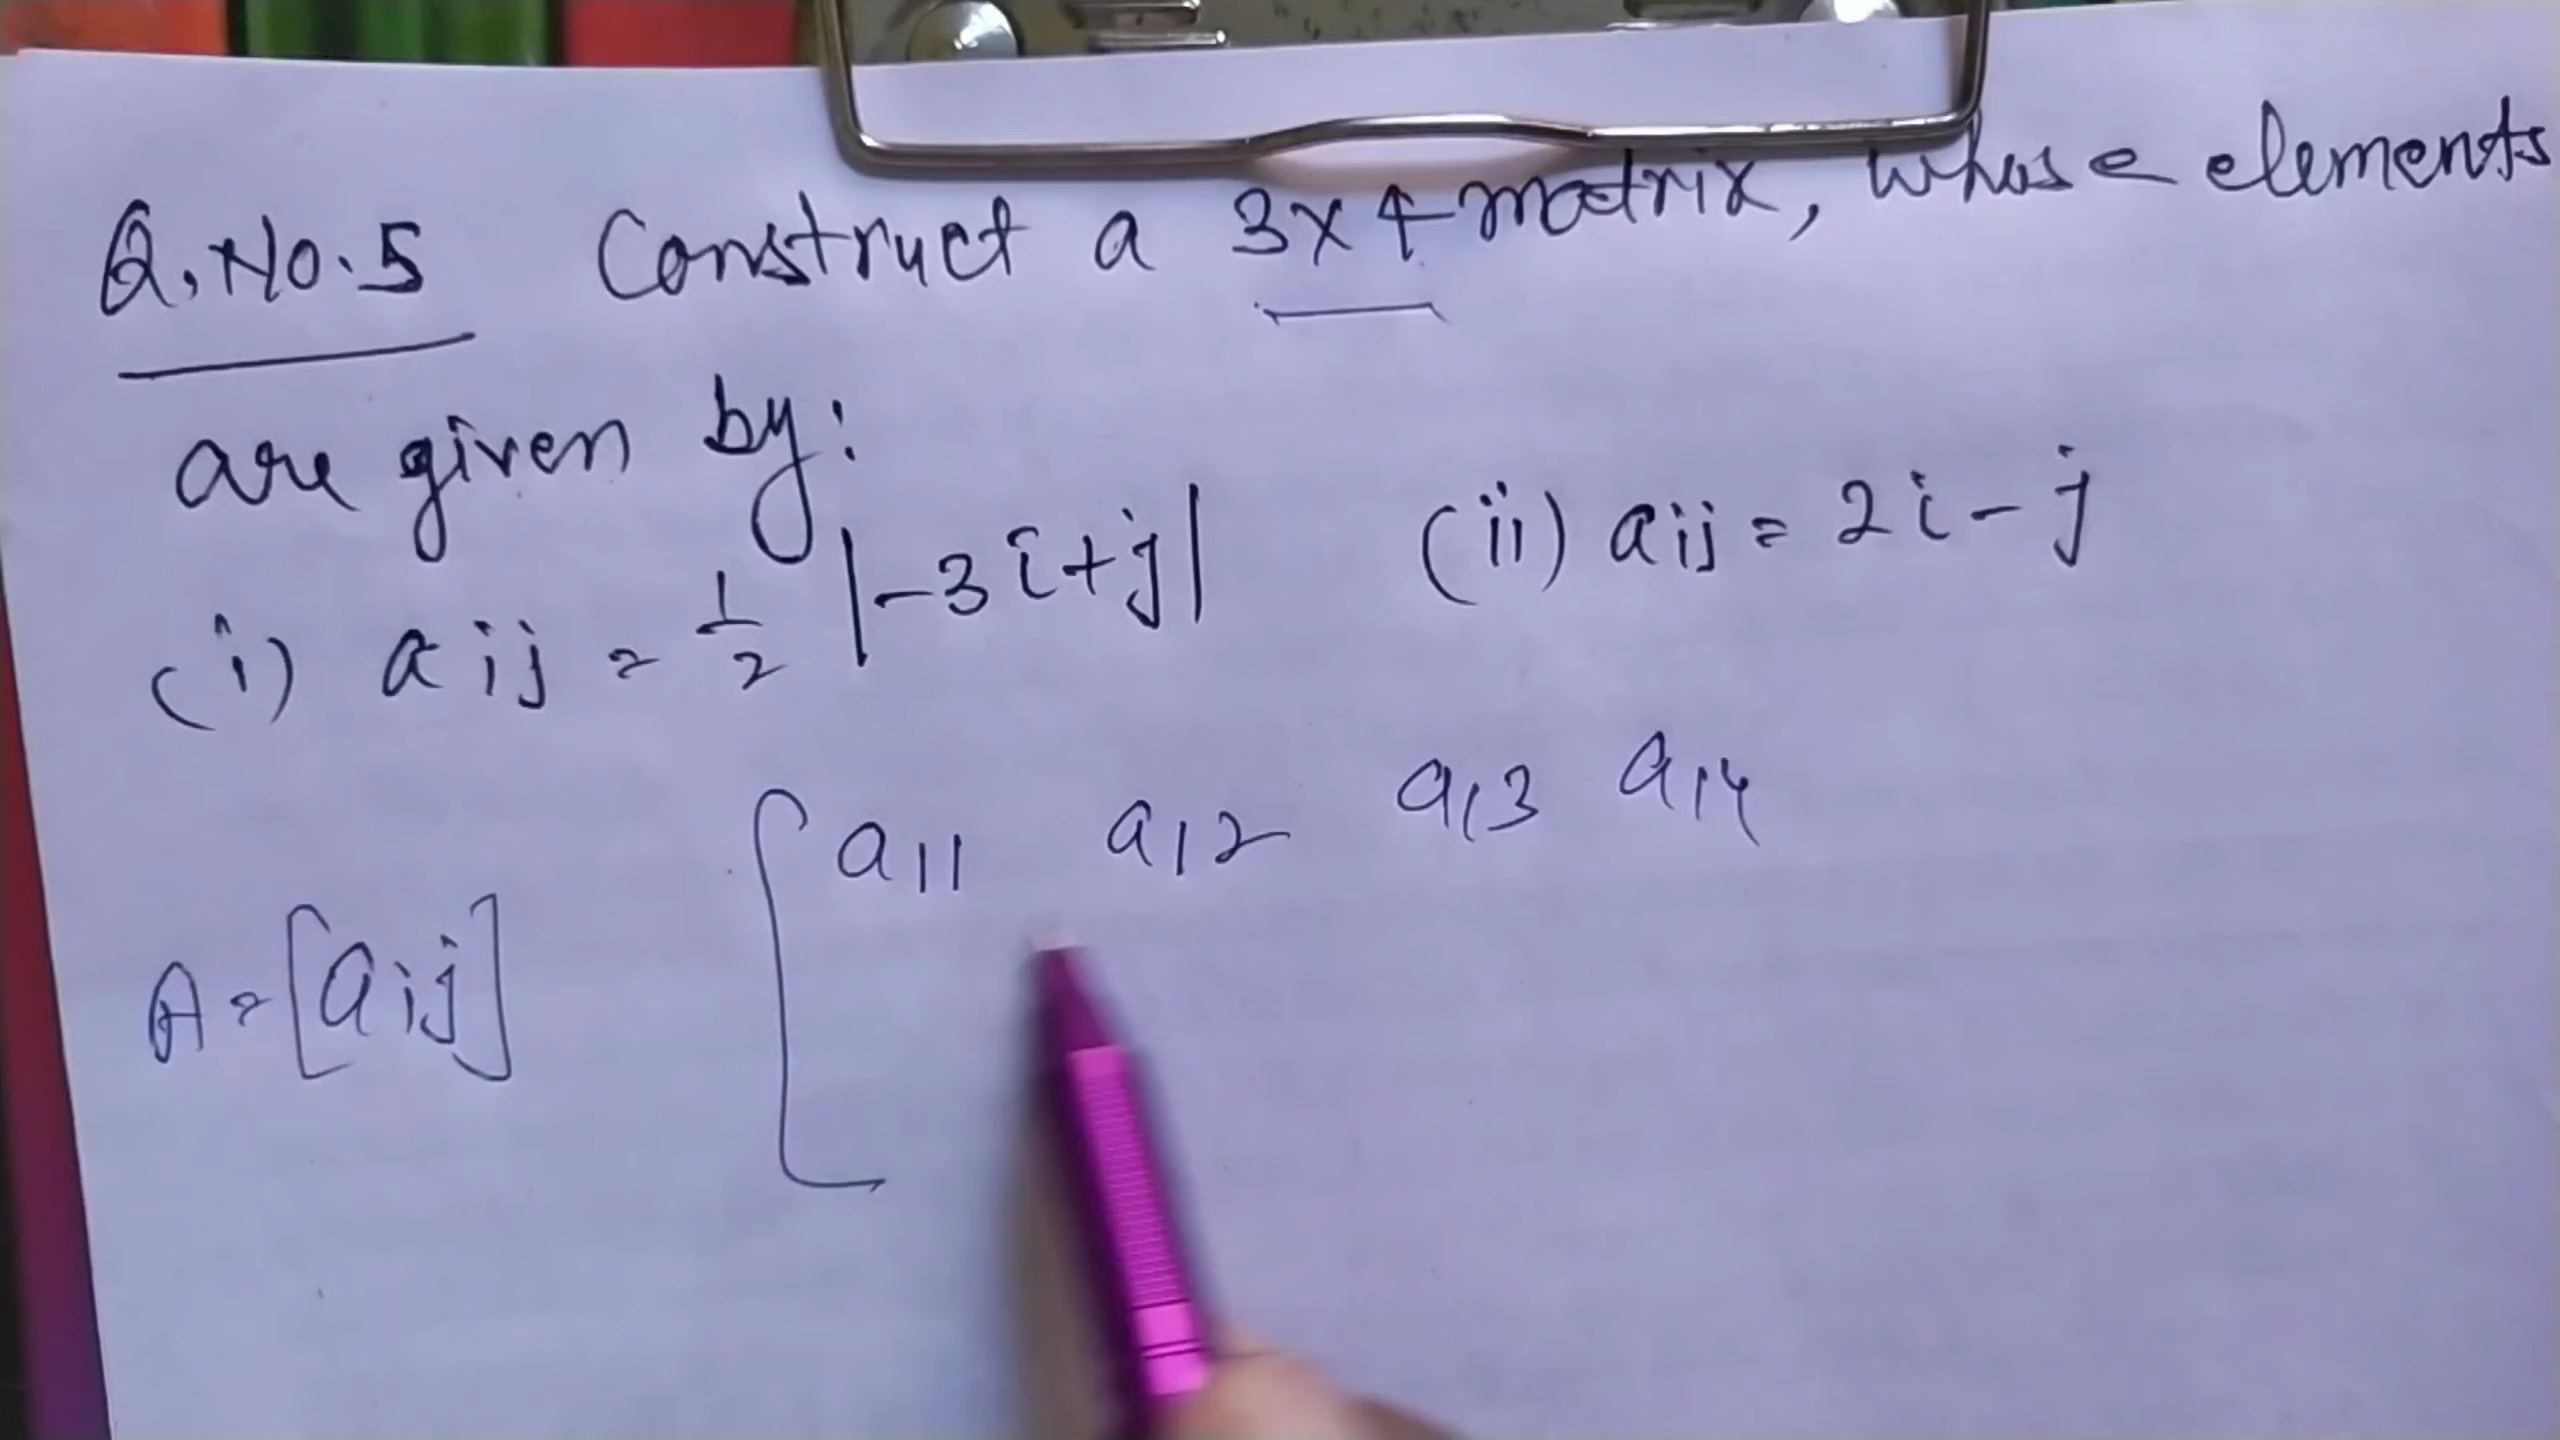 Q. No. 5 Construct a 3x4 matrix, whose elements
are given by:
(i) aij = 1/2 |-3i+j| (ii) aij = 2i-j
a11 a12 a13 a14
A = [aij]